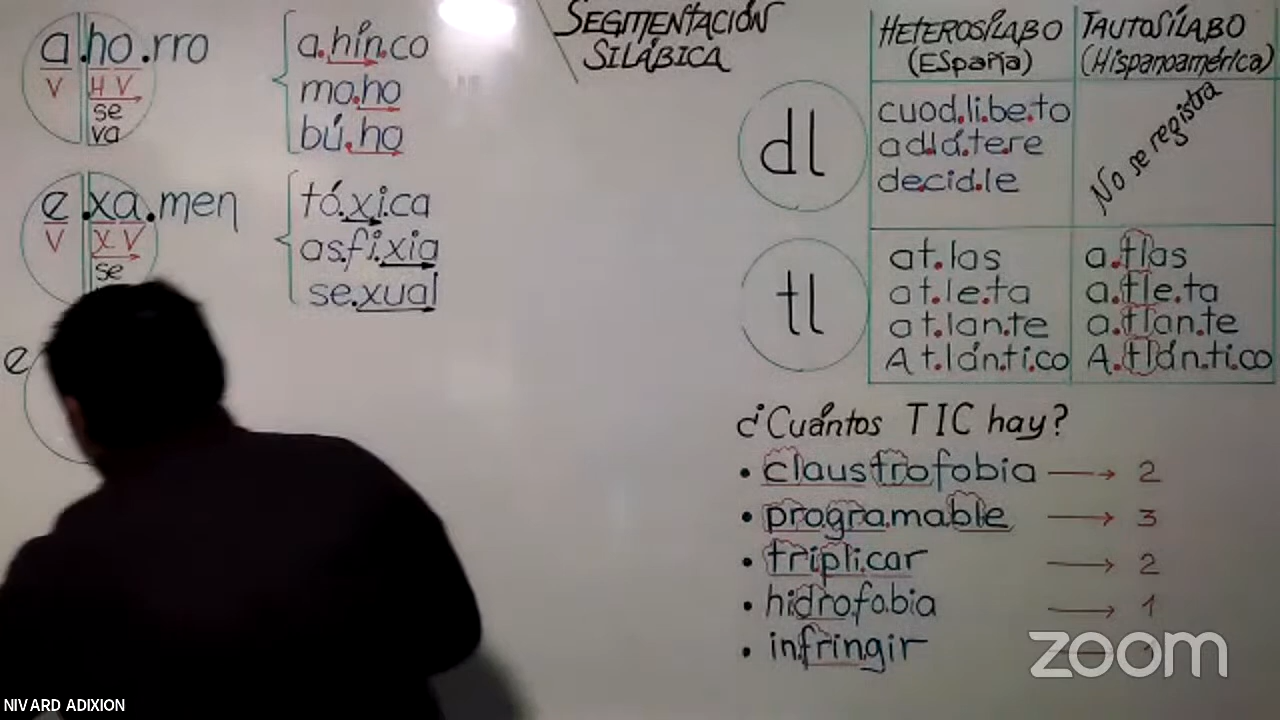 a.ho.rro
V H V
se
va
a.hín.co
mo.ho
bú.ho
e.xa.men
V X V
se
tó.xi.ca
as.fi.xia
se.xual
e
SEGMENTACIÓN
SILÁBICA
HETEROSÍLABO
(España)
TAUTOSÍLABO
(Hispanoamérica)
dl
cuod.li.be.to
ad.lá.te.re
decid.le
No se registra
tl
at.las
at.le.ta
at.lan.te
At.lán.ti.co
a.tlas
a.tle.ta
a.tlan.te
A.tlán.ti.co
¿Cuántos TIC hay?
• claustrofobia → 2
• programable → 3
• triplicar → 2
• hidrofobia → 1
• infringir → 1
zoom
NIVARD ADIXION